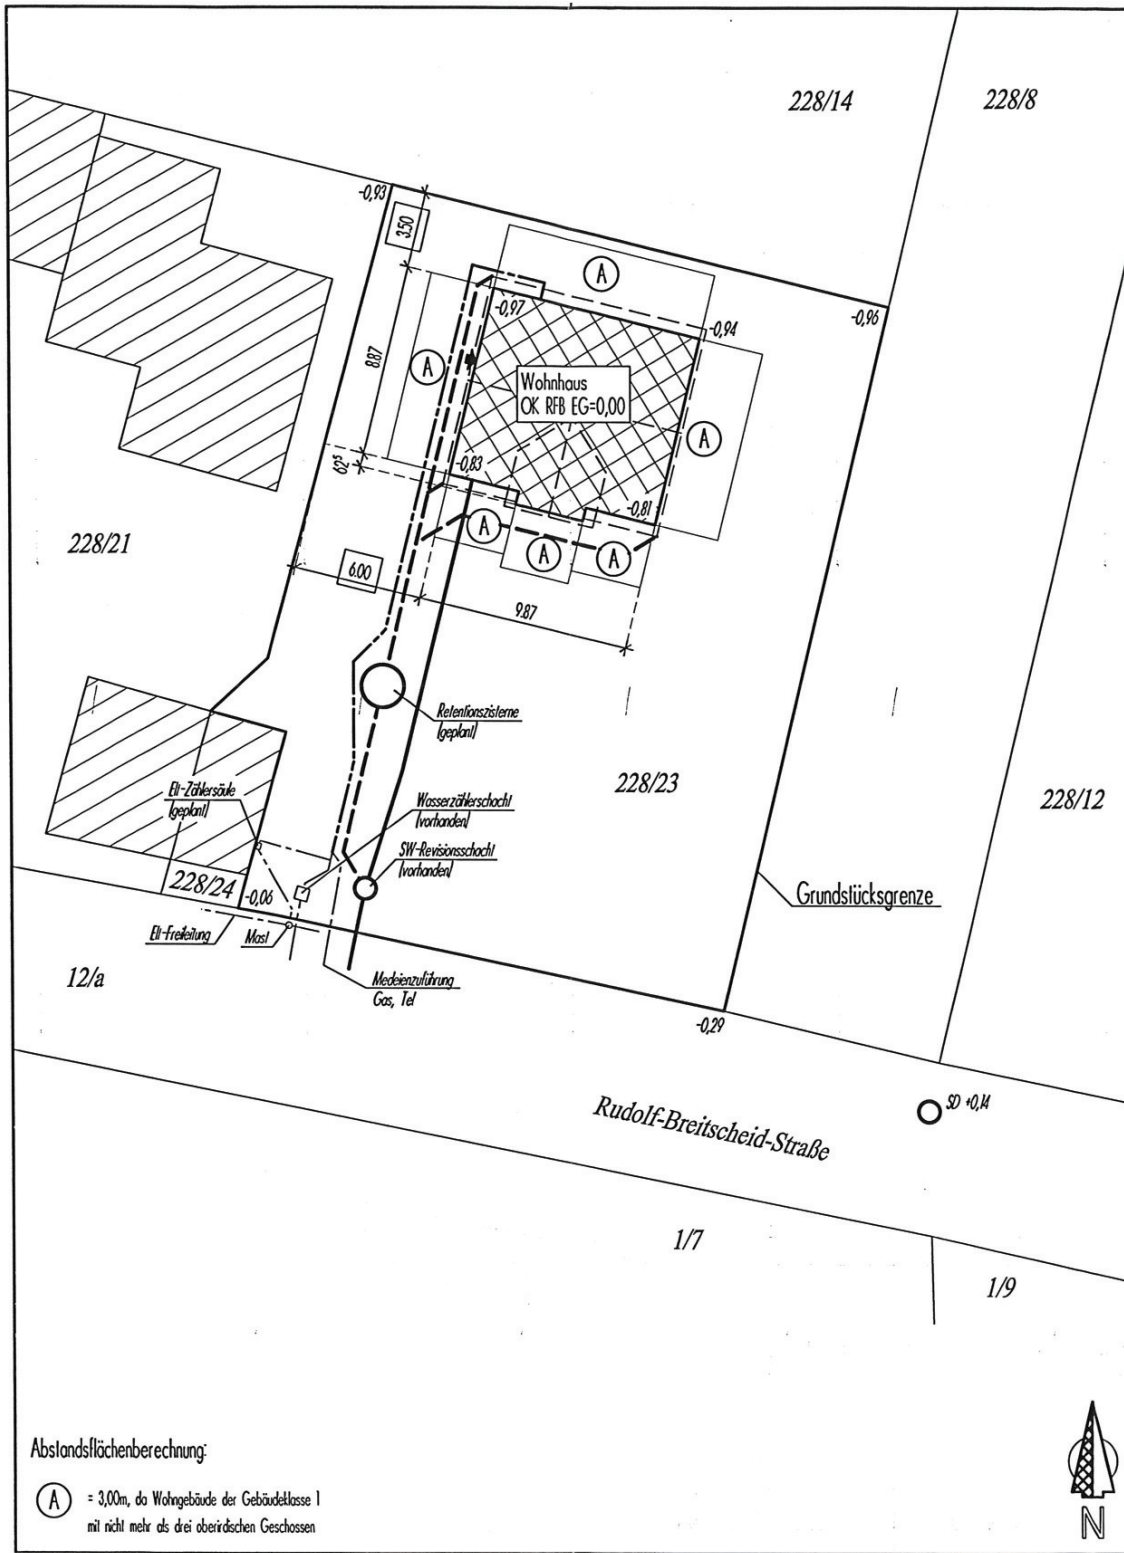 228/14
228/8
-0,93
3.50
A
-0,97
-0,94
-0,96
8.87
A
Wohnhaus
OK RFB EG=0,00
A
-0,83
62⁵
-0,81
A
A
A
228/21
6.00
9.87
Retentionszisterne
(geplant)
228/23
228/12
Elt-Zählersäule
(geplant)
Wasserzählerschacht
(vorhanden)
SW-Revisionsschacht
(vorhanden)
228/24
-0,06
Grundstücksgrenze
Elt-Freileitung
Mast
12/a
Medeienzuführung
Gas, Tel
-0,29
SD +0,14
Rudolf-Breitscheid-Straße
1/7
1/9
Abstandsflächenberechnung:
A = 3,00m, da Wohngebäude der Gebäudeklasse 1
mit nicht mehr als drei oberirdischen Geschossen
N